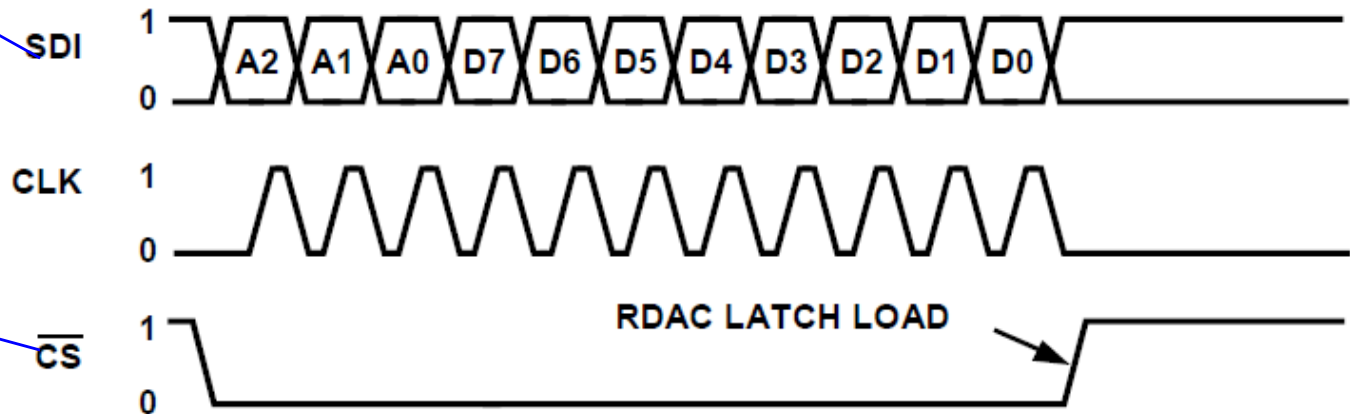 1
SDI A2 A1 A0 D7 D6 D5 D4 D3 D2 D1 D0
0
CLK 1
0
RDAC LATCH LOAD
1
CS
0